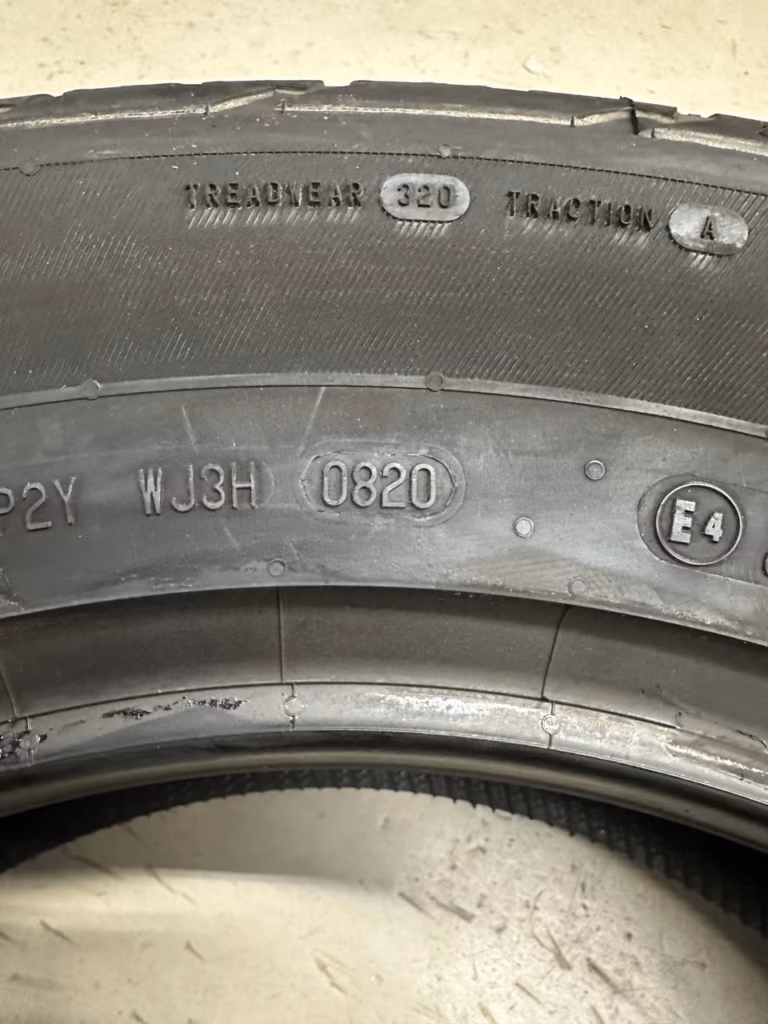 TREADWEAR 320 TRACTION A
P2Y WJ3H 0820 E4